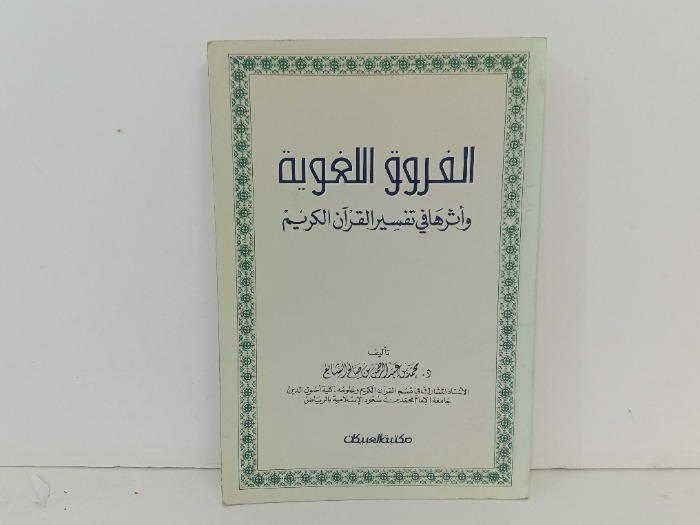 الفروق اللغوية
وأثرها في تفسير القرآن الكريم
تأليف
د. محمد بن عبد الرحمن بن صالح الشايع
الأستاذ المشارك في قسم القرآن الكريم وعلومه - كلية أصول الدين
جامعة الإمام محمد بن سعود الإسلامية بالرياض
مكتبة العبيكان